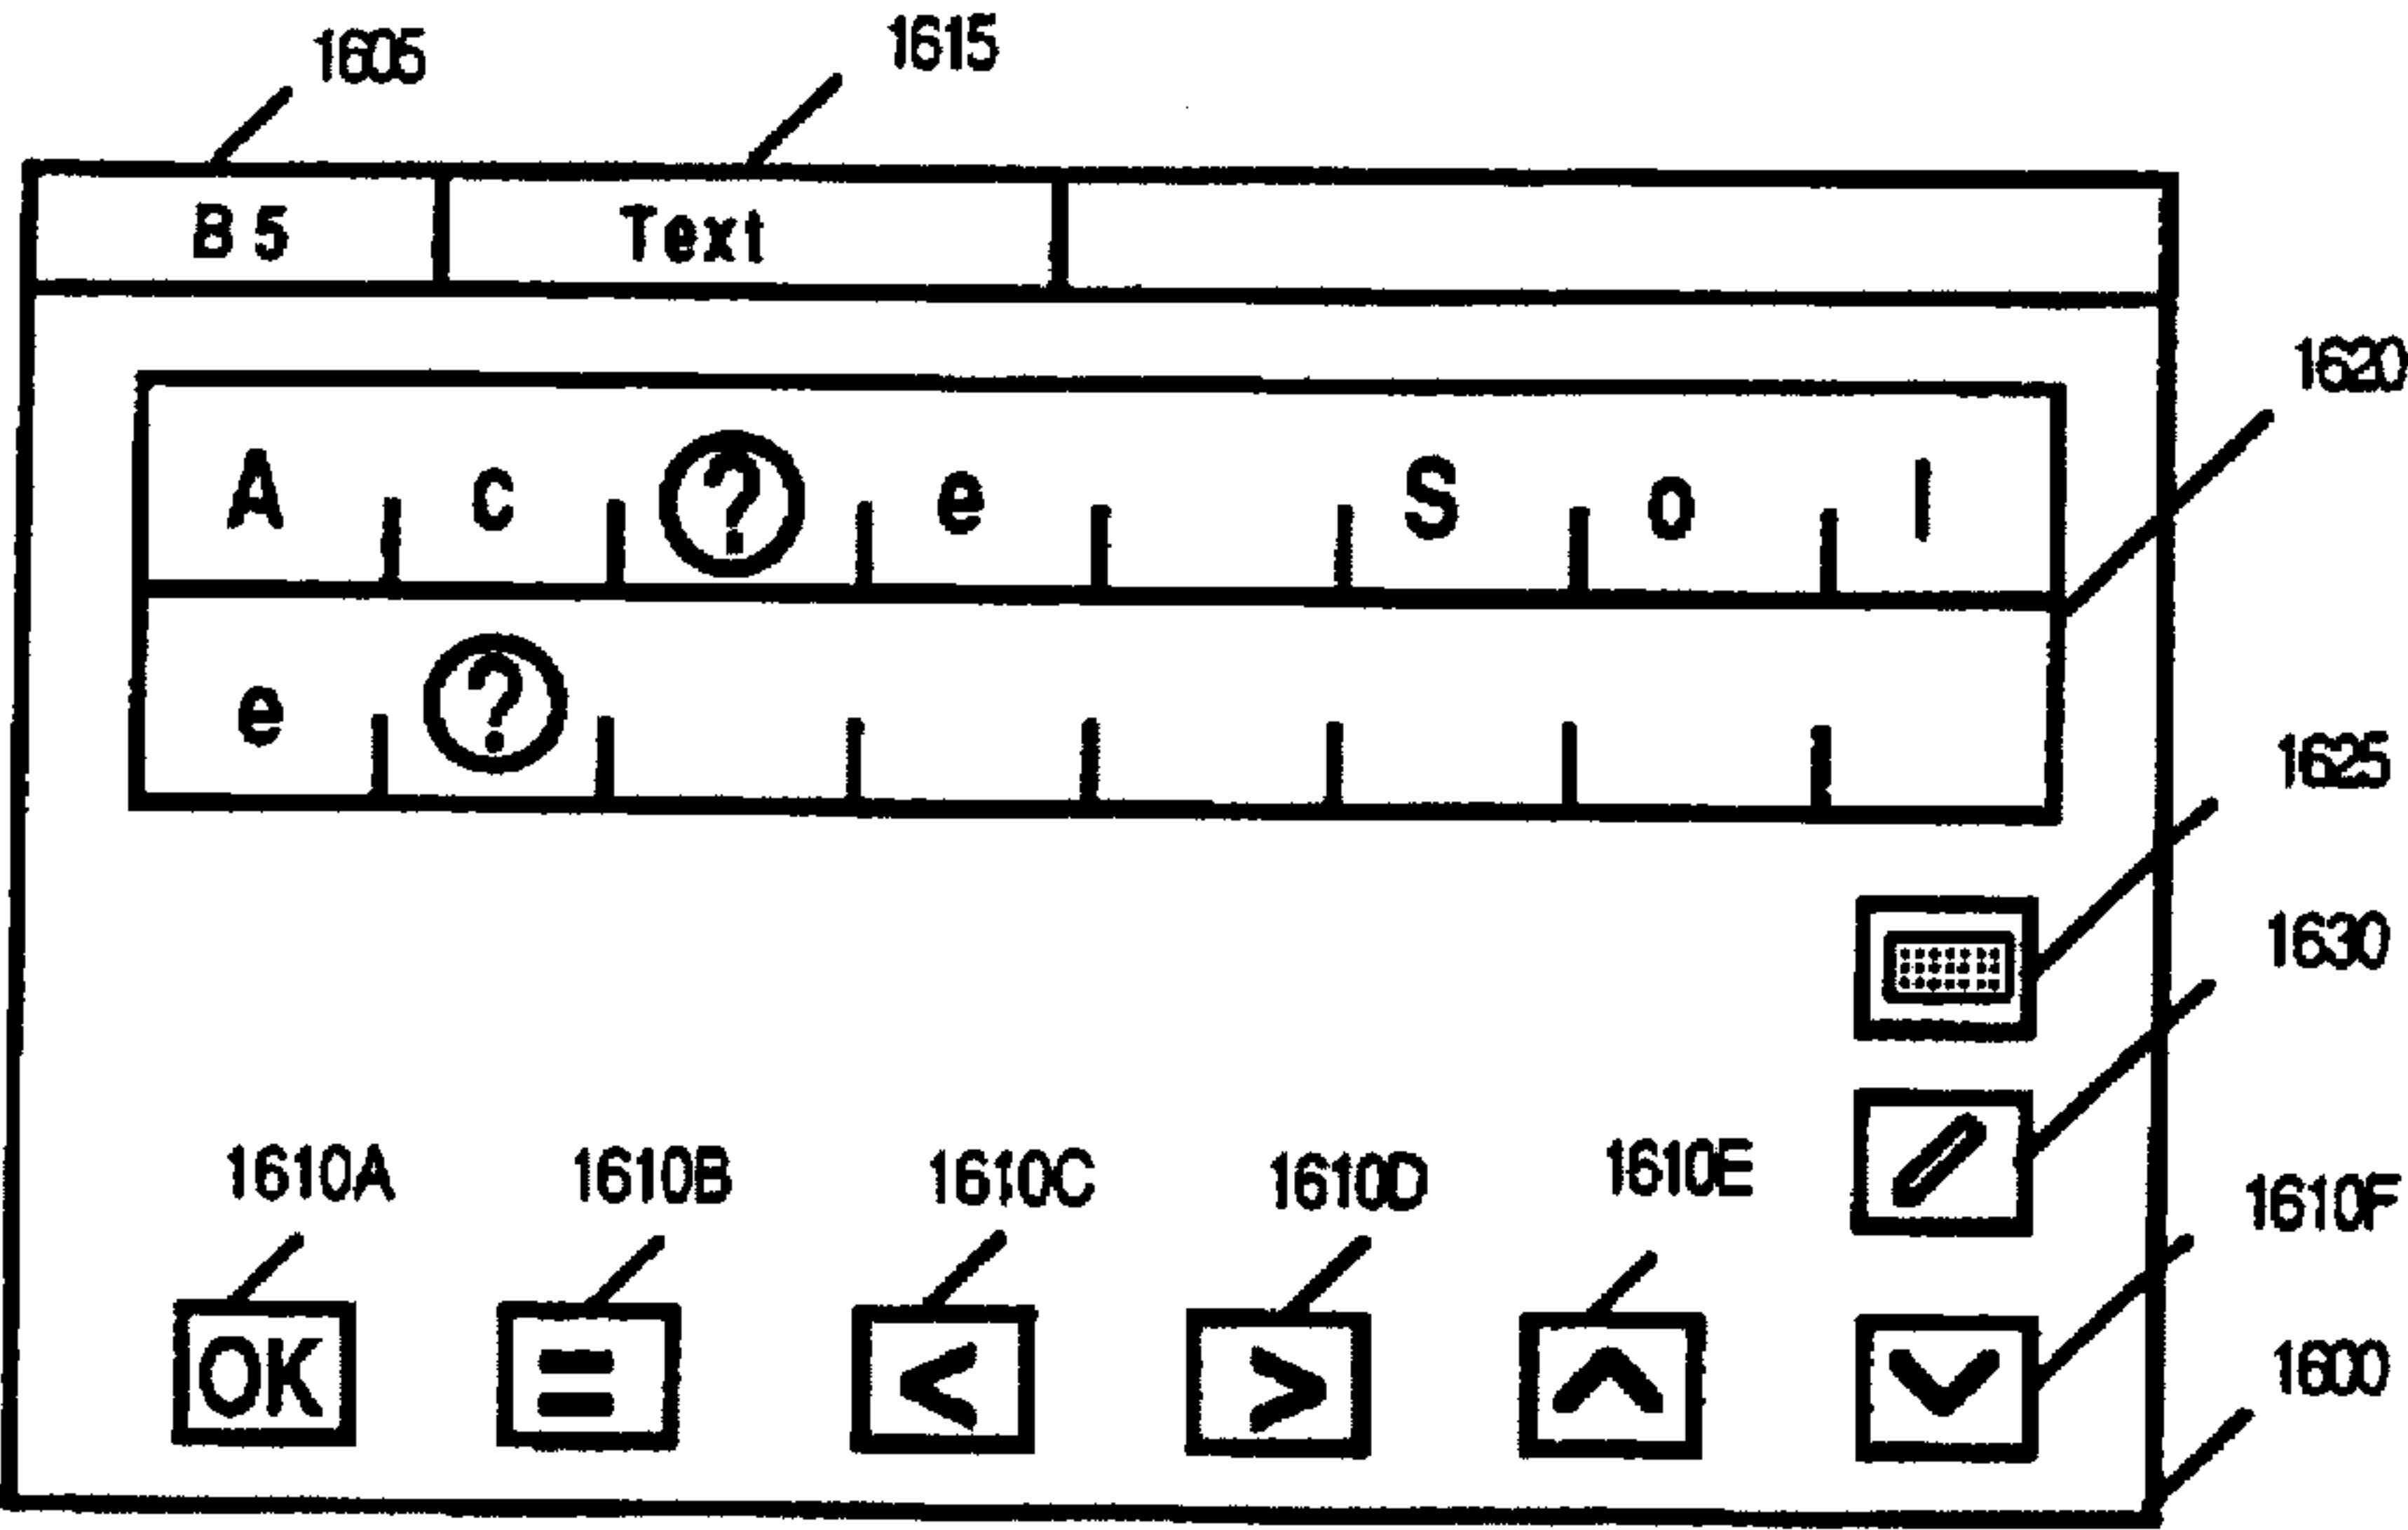 1605 1615
B5 Text
1620
A c ? e S o l
e ?
1625
1630
1610A 1610B 1610C 1610D 1610E 1610F
OK = < > ^ v
1600